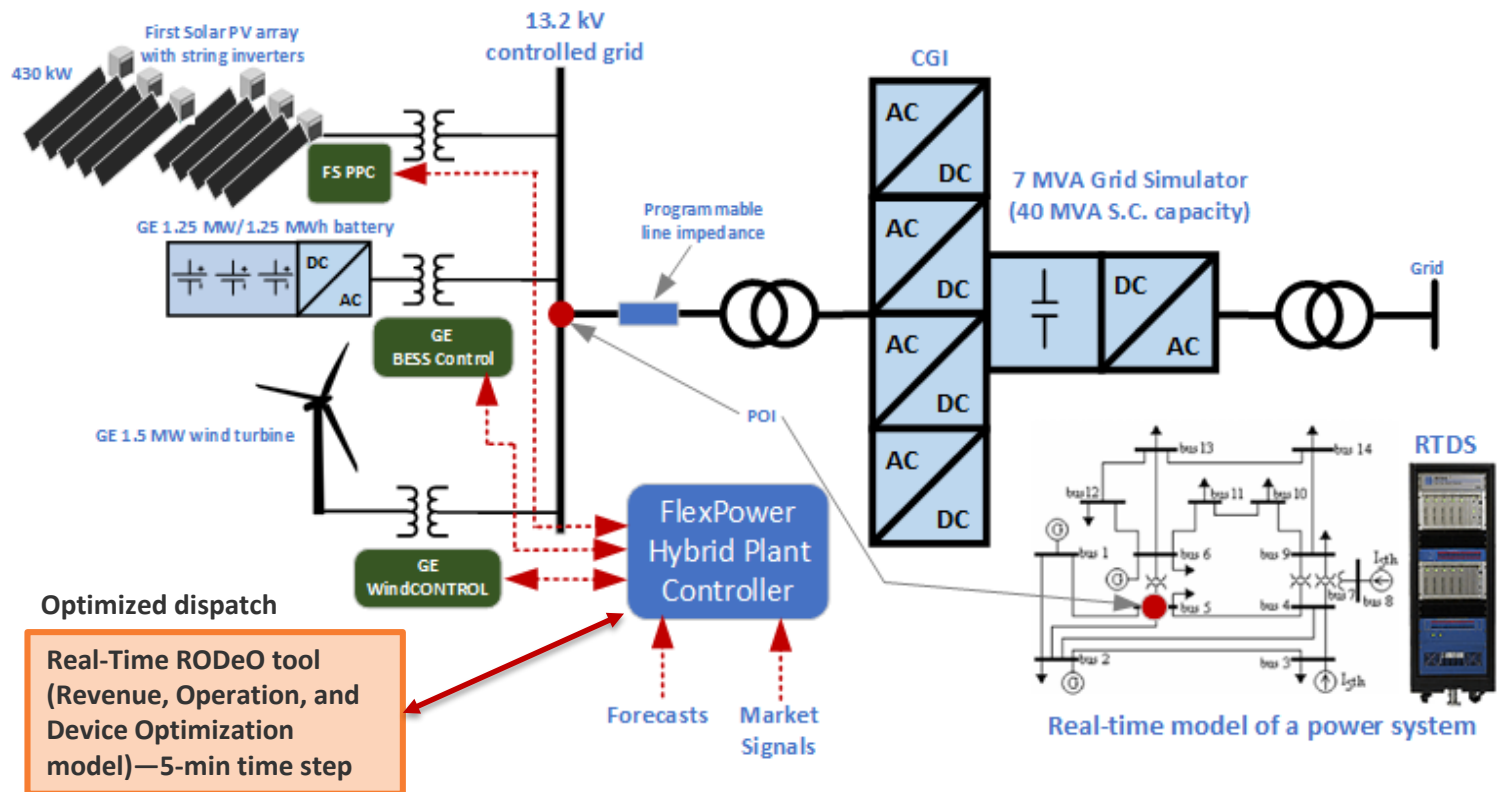 First Solar PV array
with string inverters
430 kW
13.2 kV
controlled grid
CGI
FS PPC
AC
DC
AC
DC
AC
DC
AC
DC
7 MVA Grid Simulator
(40 MVA S.C. capacity)
Programmable
line impedance
GE 1.25 MW/1.25 MWh battery
DC
AC
DC
AC
Grid
GE
BESS Control
POI
GE 1.5 MW wind turbine
GE
WindCONTROL
FlexPower
Hybrid Plant
Controller
Forecasts
Market
Signals
Optimized dispatch
Real-Time RODeO tool
(Revenue, Operation, and
Device Optimization
model)—5-min time step
RTDS
bus 13
bus 14
bus 12
bus 11
bus 10
bus 1
bus 6
bus 9
G
G
bus 7
bus 8
Isth
bus 5
bus 4
bus 2
bus 3
G
Isth
Real-time model of a power system